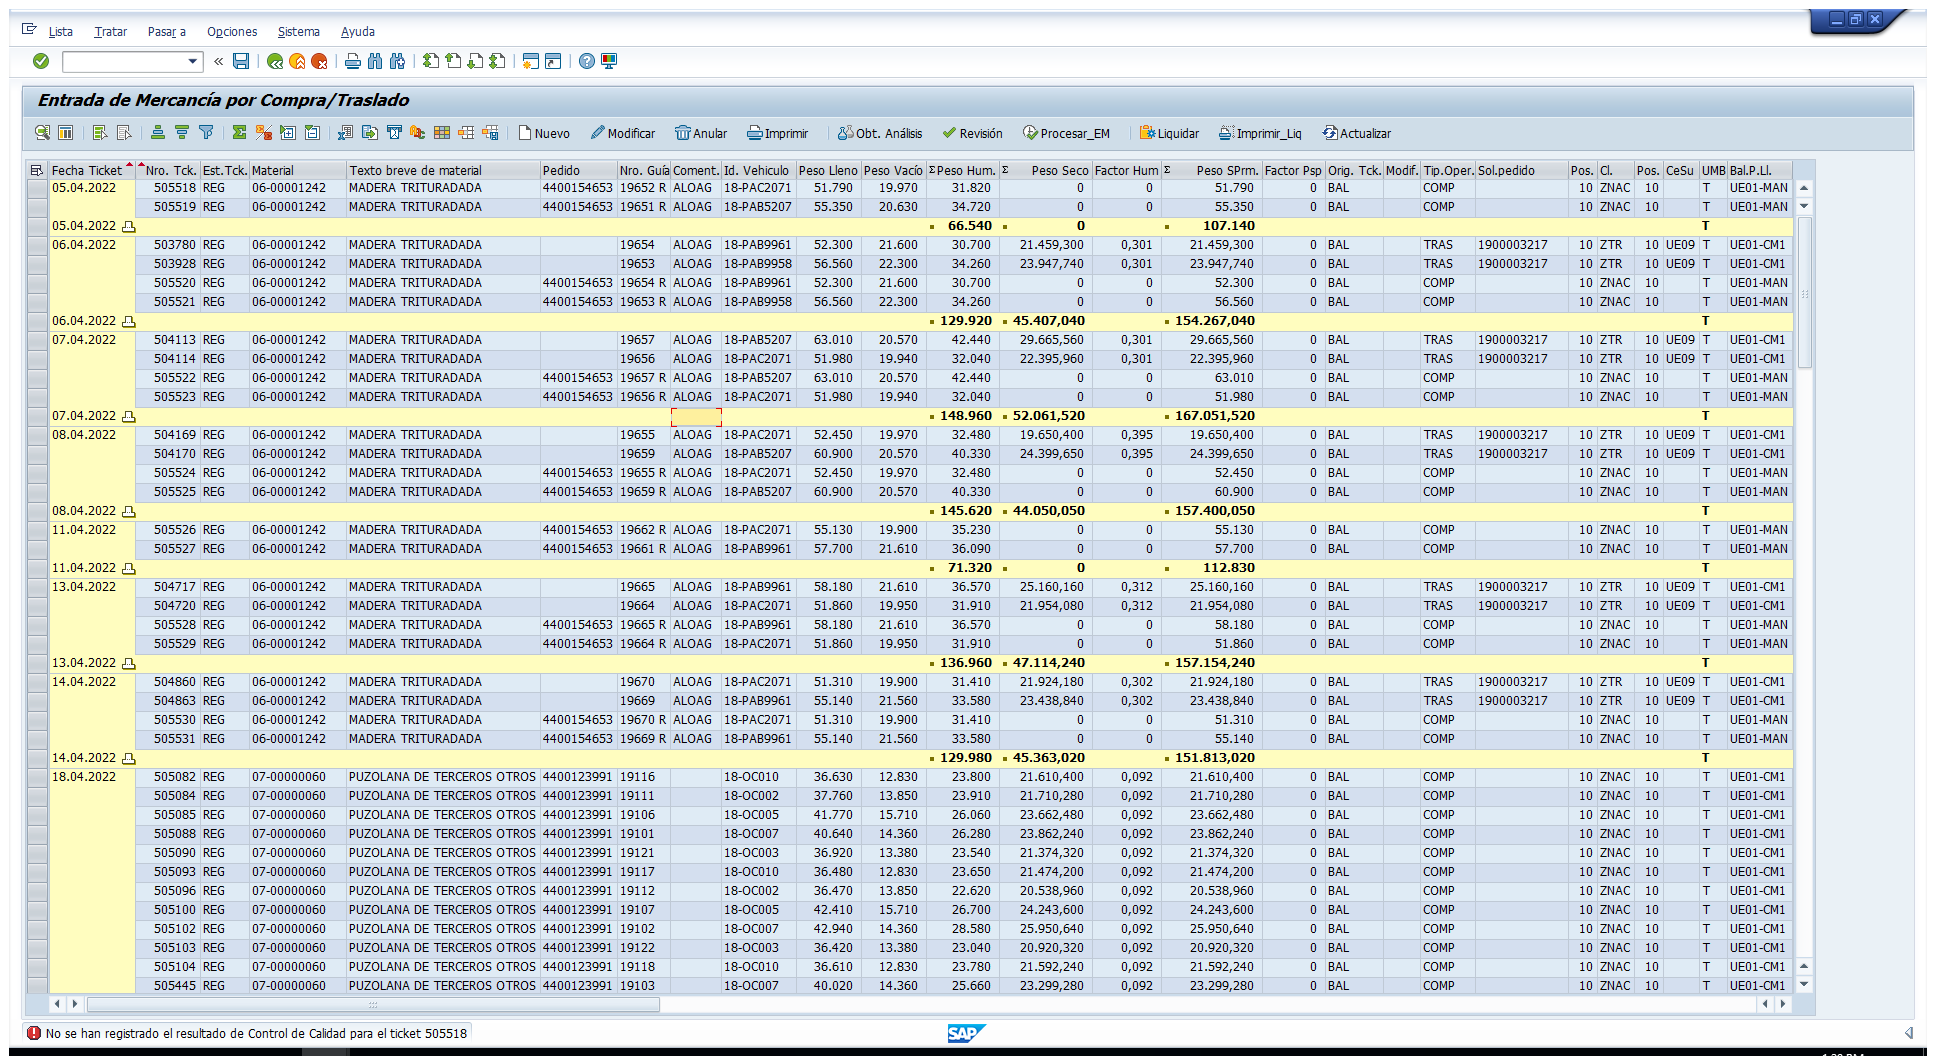 Lista Tratar Pasar a Opciones Sistema Ayuda
Entrada de Mercancía por Compra/Traslado
Nuevo Modificar Anular Imprimir Obt. Análisis Revisión Procesar_EM Liquidar Imprimir_Liq Actualizar
Fecha Ticket Nro. Tck. Est.Tck. Material Texto breve de material Pedido Nro. Guía Coment. Id. Vehiculo Peso Lleno Peso Vacío Σ Peso Hum. Σ Peso Seco Factor Hum Σ Peso SPrm. Factor Psp Orig. Tck. Modif. Tip.Oper. Sol.pedido Pos. Cl. Pos. CeSu UMB Bal.P.Ll.
05.04.2022 505518 REG 06-00001242 MADERA TRITURADADA 4400154653 19652 R ALOAG 18-PAC2071 51.790 19.970 31.820 0 0 51.790 0 BAL COMP 10 ZNAC 10 T UE01-MAN
505519 REG 06-00001242 MADERA TRITURADADA 4400154653 19651 R ALOAG 18-PAB5207 55.350 20.630 34.720 0 0 55.350 0 BAL COMP 10 ZNAC 10 T UE01-MAN
05.04.2022 66.540 0 107.140 T
06.04.2022 503780 REG 06-00001242 MADERA TRITURADADA 19654 ALOAG 18-PAB9961 52.300 21.600 30.700 21.459,300 0,301 21.459,300 0 BAL TRAS 1900003217 10 ZTR 10 UE09 T UE01-CM1
503928 REG 06-00001242 MADERA TRITURADADA 19653 ALOAG 18-PAB9958 56.560 22.300 34.260 23.947,740 0,301 23.947,740 0 BAL TRAS 1900003217 10 ZTR 10 UE09 T UE01-CM1
505520 REG 06-00001242 MADERA TRITURADADA 4400154653 19654 R ALOAG 18-PAB9961 52.300 21.600 30.700 0 0 52.300 0 BAL COMP 10 ZNAC 10 T UE01-MAN
505521 REG 06-00001242 MADERA TRITURADADA 4400154653 19653 R ALOAG 18-PAB9958 56.560 22.300 34.260 0 0 56.560 0 BAL COMP 10 ZNAC 10 T UE01-MAN
06.04.2022 129.920 45.407,040 154.267,040 T
07.04.2022 504113 REG 06-00001242 MADERA TRITURADADA 19657 ALOAG 18-PAB5207 63.010 20.570 42.440 29.665,560 0,301 29.665,560 0 BAL TRAS 1900003217 10 ZTR 10 UE09 T UE01-CM1
504114 REG 06-00001242 MADERA TRITURADADA 19656 ALOAG 18-PAC2071 51.980 19.940 32.040 22.395,960 0,301 22.395,960 0 BAL TRAS 1900003217 10 ZTR 10 UE09 T UE01-CM1
505522 REG 06-00001242 MADERA TRITURADADA 4400154653 19657 R ALOAG 18-PAB5207 63.010 20.570 42.440 0 0 63.010 0 BAL COMP 10 ZNAC 10 T UE01-MAN
505523 REG 06-00001242 MADERA TRITURADADA 4400154653 19656 R ALOAG 18-PAC2071 51.980 19.940 32.040 0 0 51.980 0 BAL COMP 10 ZNAC 10 T UE01-MAN
07.04.2022 148.960 52.061,520 167.051,520 T
08.04.2022 504169 REG 06-00001242 MADERA TRITURADADA 19655 ALOAG 18-PAC2071 52.450 19.970 32.480 19.650,400 0,395 19.650,400 0 BAL TRAS 1900003217 10 ZTR 10 UE09 T UE01-CM1
504170 REG 06-00001242 MADERA TRITURADADA 19659 ALOAG 18-PAB5207 60.900 20.570 40.330 24.399,650 0,395 24.399,650 0 BAL TRAS 1900003217 10 ZTR 10 UE09 T UE01-CM1
505524 REG 06-00001242 MADERA TRITURADADA 4400154653 19655 R ALOAG 18-PAC2071 52.450 19.970 32.480 0 0 52.450 0 BAL COMP 10 ZNAC 10 T UE01-MAN
505525 REG 06-00001242 MADERA TRITURADADA 4400154653 19659 R ALOAG 18-PAB5207 60.900 20.570 40.330 0 0 60.900 0 BAL COMP 10 ZNAC 10 T UE01-MAN
08.04.2022 145.620 44.050,050 157.400,050 T
11.04.2022 505526 REG 06-00001242 MADERA TRITURADADA 4400154653 19662 R ALOAG 18-PAC2071 55.130 19.900 35.230 0 0 55.130 0 BAL COMP 10 ZNAC 10 T UE01-MAN
505527 REG 06-00001242 MADERA TRITURADADA 4400154653 19661 R ALOAG 18-PAB9961 57.700 21.610 36.090 0 0 57.700 0 BAL COMP 10 ZNAC 10 T UE01-MAN
11.04.2022 71.320 0 112.830 T
13.04.2022 504717 REG 06-00001242 MADERA TRITURADADA 19665 ALOAG 18-PAB9961 58.180 21.610 36.570 25.160,160 0,312 25.160,160 0 BAL TRAS 1900003217 10 ZTR 10 UE09 T UE01-CM1
504720 REG 06-00001242 MADERA TRITURADADA 19664 ALOAG 18-PAC2071 51.860 19.950 31.910 21.954,080 0,312 21.954,080 0 BAL TRAS 1900003217 10 ZTR 10 UE09 T UE01-CM1
505528 REG 06-00001242 MADERA TRITURADADA 4400154653 19665 R ALOAG 18-PAB9961 58.180 21.610 36.570 0 0 58.180 0 BAL COMP 10 ZNAC 10 T UE01-MAN
505529 REG 06-00001242 MADERA TRITURADADA 4400154653 19664 R ALOAG 18-PAC2071 51.860 19.950 31.910 0 0 51.860 0 BAL COMP 10 ZNAC 10 T UE01-MAN
13.04.2022 136.960 47.114,240 157.154,240 T
14.04.2022 504860 REG 06-00001242 MADERA TRITURADADA 19670 ALOAG 18-PAC2071 51.310 19.900 31.410 21.924,180 0,302 21.924,180 0 BAL TRAS 1900003217 10 ZTR 10 UE09 T UE01-CM1
504863 REG 06-00001242 MADERA TRITURADADA 19669 ALOAG 18-PAB9961 55.140 21.560 33.580 23.438,840 0,302 23.438,840 0 BAL TRAS 1900003217 10 ZTR 10 UE09 T UE01-CM1
505530 REG 06-00001242 MADERA TRITURADADA 4400154653 19670 R ALOAG 18-PAC2071 51.310 19.900 31.410 0 0 51.310 0 BAL COMP 10 ZNAC 10 T UE01-MAN
505531 REG 06-00001242 MADERA TRITURADADA 4400154653 19669 R ALOAG 18-PAB9961 55.140 21.560 33.580 0 0 55.140 0 BAL COMP 10 ZNAC 10 T UE01-MAN
14.04.2022 129.980 45.363,020 151.813,020 T
18.04.2022 505082 REG 07-00000060 PUZOLANA DE TERCEROS OTROS 4400123991 19116 18-OC010 36.630 12.830 23.800 21.610,400 0,092 21.610,400 0 BAL COMP 10 ZNAC 10 T UE01-CM1
505084 REG 07-00000060 PUZOLANA DE TERCEROS OTROS 4400123991 19111 18-OC002 37.760 13.850 23.910 21.710,280 0,092 21.710,280 0 BAL COMP 10 ZNAC 10 T UE01-CM1
505085 REG 07-00000060 PUZOLANA DE TERCEROS OTROS 4400123991 19106 18-OC005 41.770 15.710 26.060 23.662,480 0,092 23.662,480 0 BAL COMP 10 ZNAC 10 T UE01-CM1
505088 REG 07-00000060 PUZOLANA DE TERCEROS OTROS 4400123991 19101 18-OC007 40.640 14.360 26.280 23.862,240 0,092 23.862,240 0 BAL COMP 10 ZNAC 10 T UE01-CM1
505090 REG 07-00000060 PUZOLANA DE TERCEROS OTROS 4400123991 19121 18-OC003 36.920 13.380 23.540 21.374,320 0,092 21.374,320 0 BAL COMP 10 ZNAC 10 T UE01-CM1
505093 REG 07-00000060 PUZOLANA DE TERCEROS OTROS 4400123991 19117 18-OC010 36.480 12.830 23.650 21.474,200 0,092 21.474,200 0 BAL COMP 10 ZNAC 10 T UE01-CM1
505096 REG 07-00000060 PUZOLANA DE TERCEROS OTROS 4400123991 19112 18-OC002 36.470 13.850 22.620 20.538,960 0,092 20.538,960 0 BAL COMP 10 ZNAC 10 T UE01-CM1
505100 REG 07-00000060 PUZOLANA DE TERCEROS OTROS 4400123991 19107 18-OC005 42.410 15.710 26.700 24.243,600 0,092 24.243,600 0 BAL COMP 10 ZNAC 10 T UE01-CM1
505102 REG 07-00000060 PUZOLANA DE TERCEROS OTROS 4400123991 19102 18-OC007 42.940 14.360 28.580 25.950,640 0,092 25.950,640 0 BAL COMP 10 ZNAC 10 T UE01-CM1
505103 REG 07-00000060 PUZOLANA DE TERCEROS OTROS 4400123991 19122 18-OC003 36.420 13.380 23.040 20.920,320 0,092 20.920,320 0 BAL COMP 10 ZNAC 10 T UE01-CM1
505104 REG 07-00000060 PUZOLANA DE TERCEROS OTROS 4400123991 19118 18-OC010 36.610 12.830 23.780 21.592,240 0,092 21.592,240 0 BAL COMP 10 ZNAC 10 T UE01-CM1
505445 REG 07-00000060 PUZOLANA DE TERCEROS OTROS 4400123991 19103 18-OC007 40.020 14.360 25.660 23.299,280 0,092 23.299,280 0 BAL COMP 10 ZNAC 10 T UE01-CM1
No se han registrado el resultado de Control de Calidad para el ticket 505518
SAP